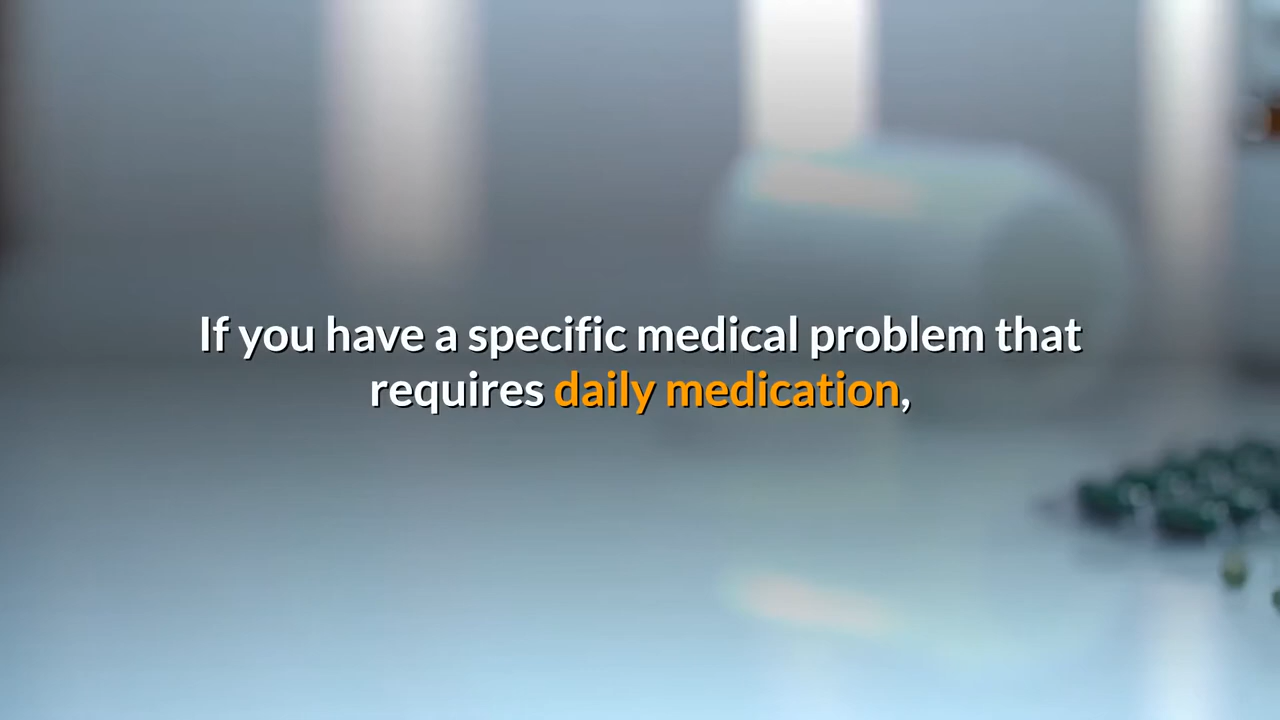 If you have a specific medical problem that
requires daily medication,